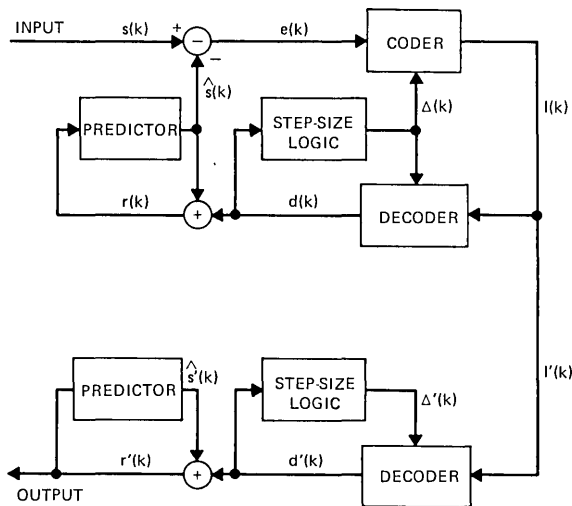 INPUT s(k) + − e(k) CODER
−
ŝ(k) Δ(k) I(k)
PREDICTOR
STEP-SIZE
LOGIC
r(k) + d(k) DECODER
I'(k)
PREDICTOR
ŝ'(k)
STEP-SIZE
LOGIC
Δ'(k)
r'(k) + d'(k) DECODER
OUTPUT